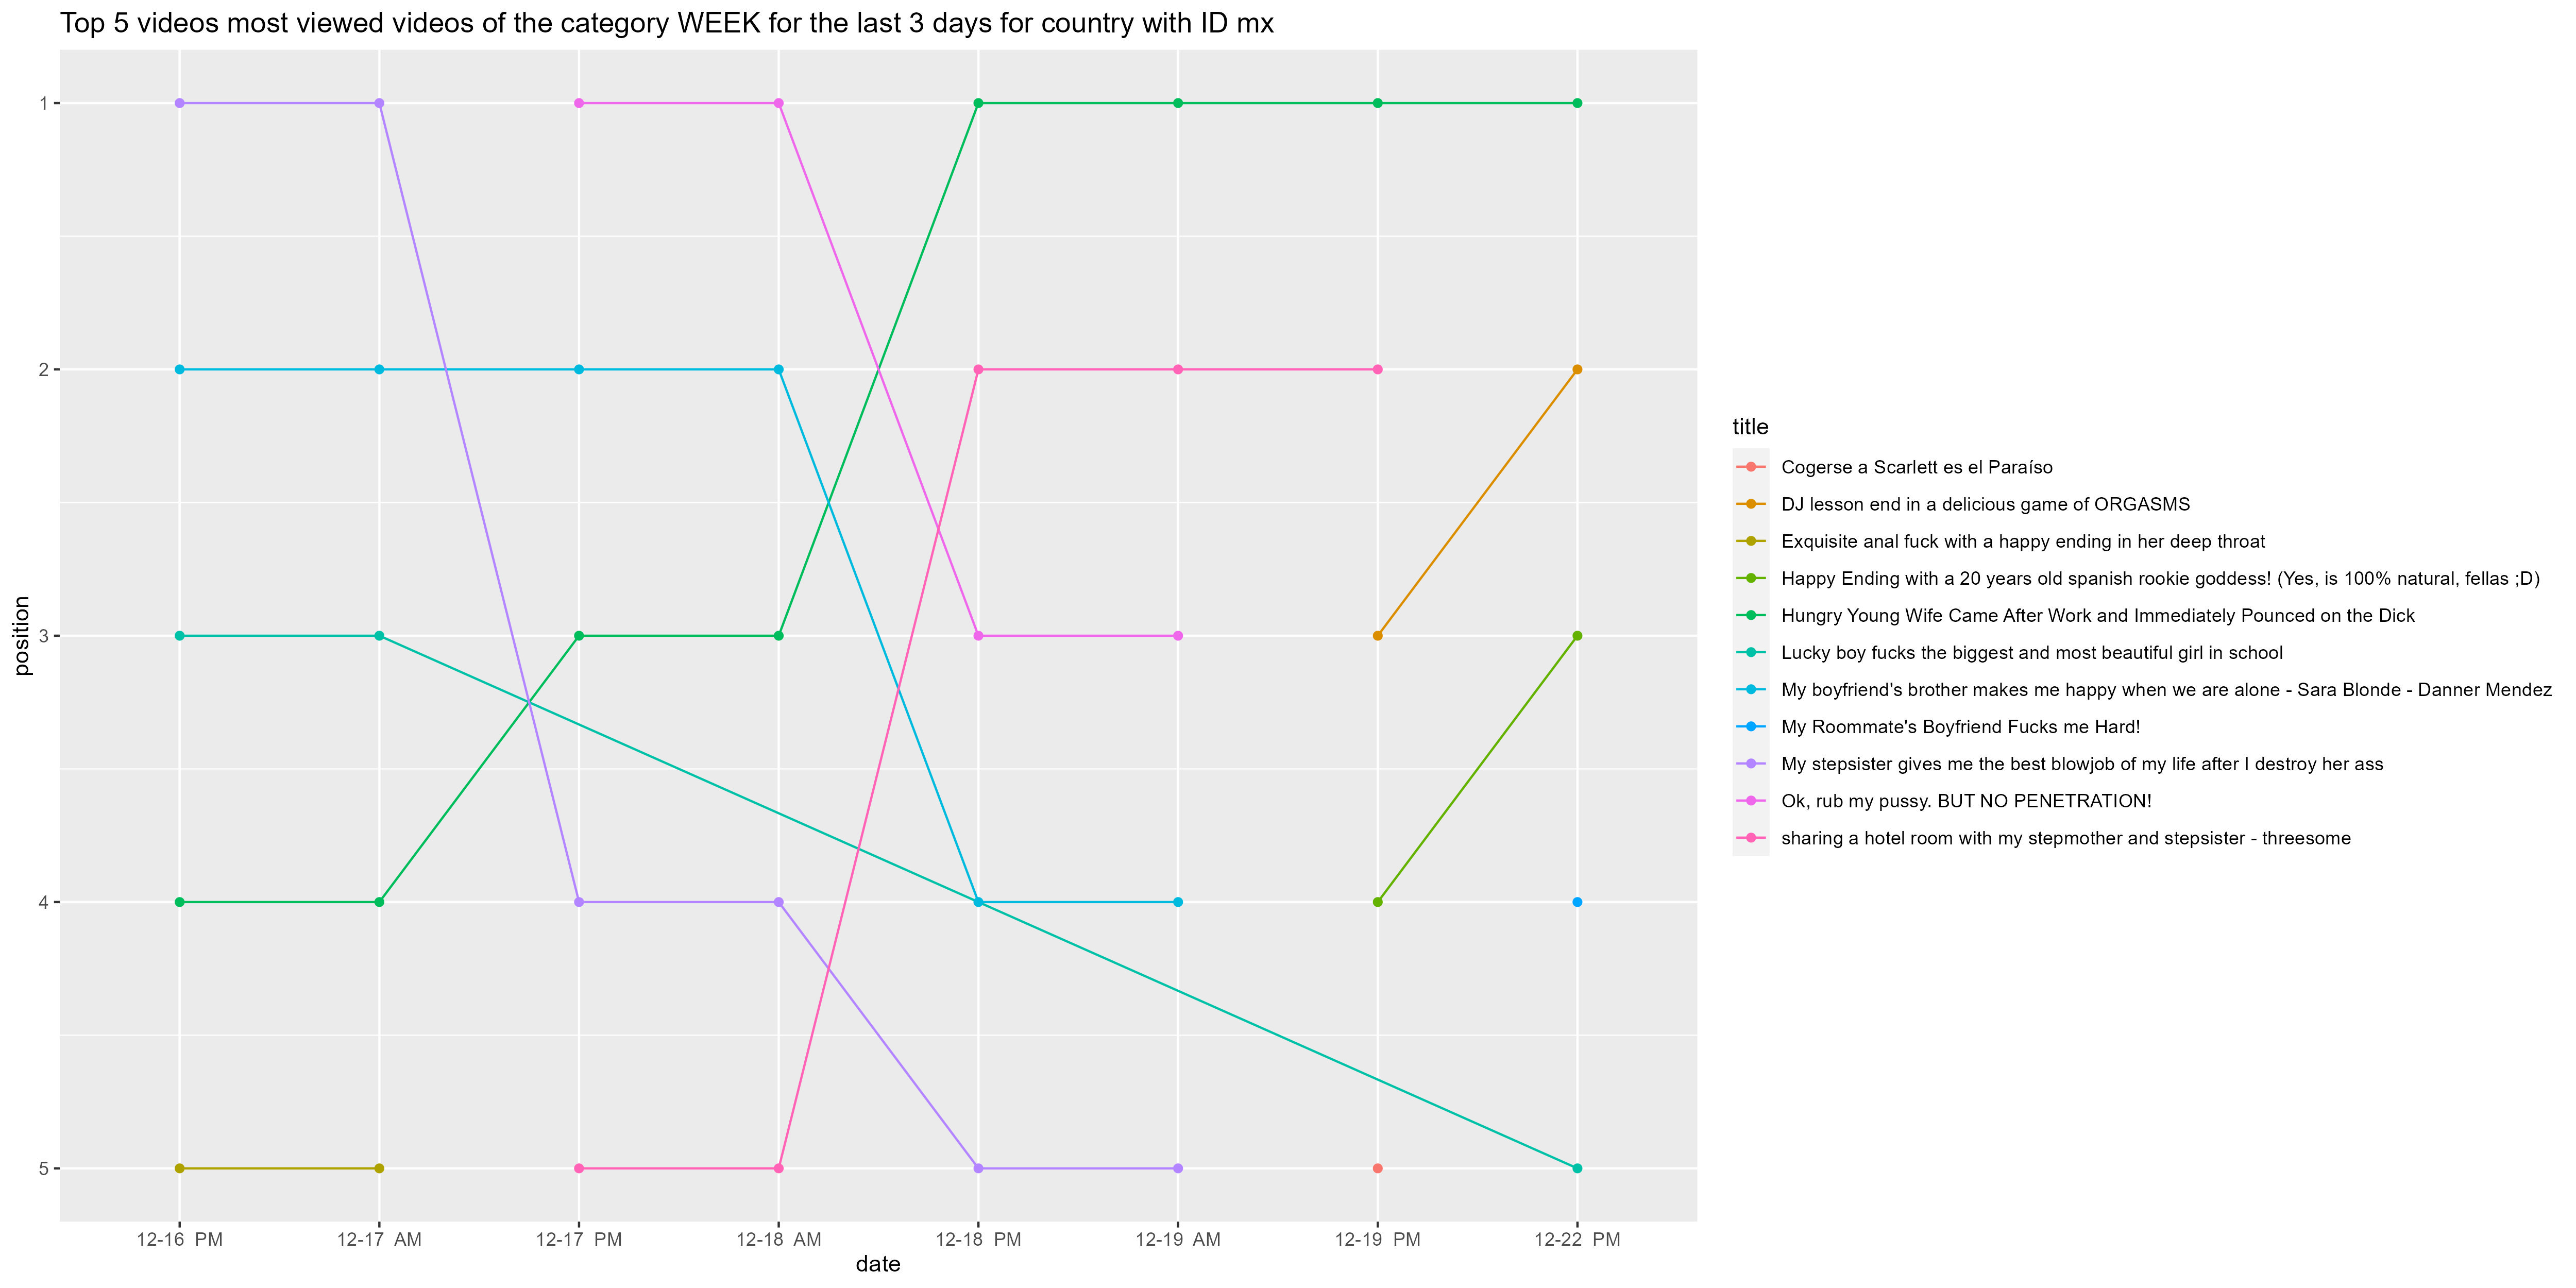 Top 5 videos most viewed videos of the category WEEK for the last 3 days for country with ID mx
1
2
3
4
5
position
12-16 PM
12-17 AM
12-17 PM
12-18 AM
12-18 PM
12-19 AM
12-19 PM
12-22 PM
date
title
Cogerse a Scarlett es el Paraíso
DJ lesson end in a delicious game of ORGASMS
Exquisite anal fuck with a happy ending in her deep throat
Happy Ending with a 20 years old spanish rookie goddess! (Yes, is 100% natural, fellas ;D)
Hungry Young Wife Came After Work and Immediately Pounced on the Dick
Lucky boy fucks the biggest and most beautiful girl in school
My boyfriend's brother makes me happy when we are alone - Sara Blonde - Danner Mendez
My Roommate's Boyfriend Fucks me Hard!
My stepsister gives me the best blowjob of my life after I destroy her ass
Ok, rub my pussy. BUT NO PENETRATION!
sharing a hotel room with my stepmother and stepsister - threesome